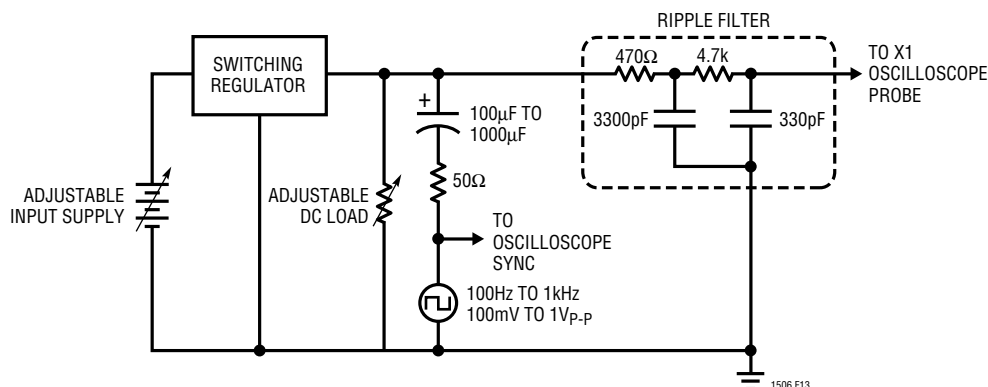 RIPPLE FILTER
SWITCHING
REGULATOR
470Ω
4.7k
TO X1
OSCILLOSCOPE
PROBE
+
100µF TO
1000µF
3300pF
330pF
ADJUSTABLE
INPUT SUPPLY
ADJUSTABLE
DC LOAD
50Ω
TO
OSCILLOSCOPE
SYNC
100Hz TO 1kHz
100mV TO 1VP-P
1506 F13